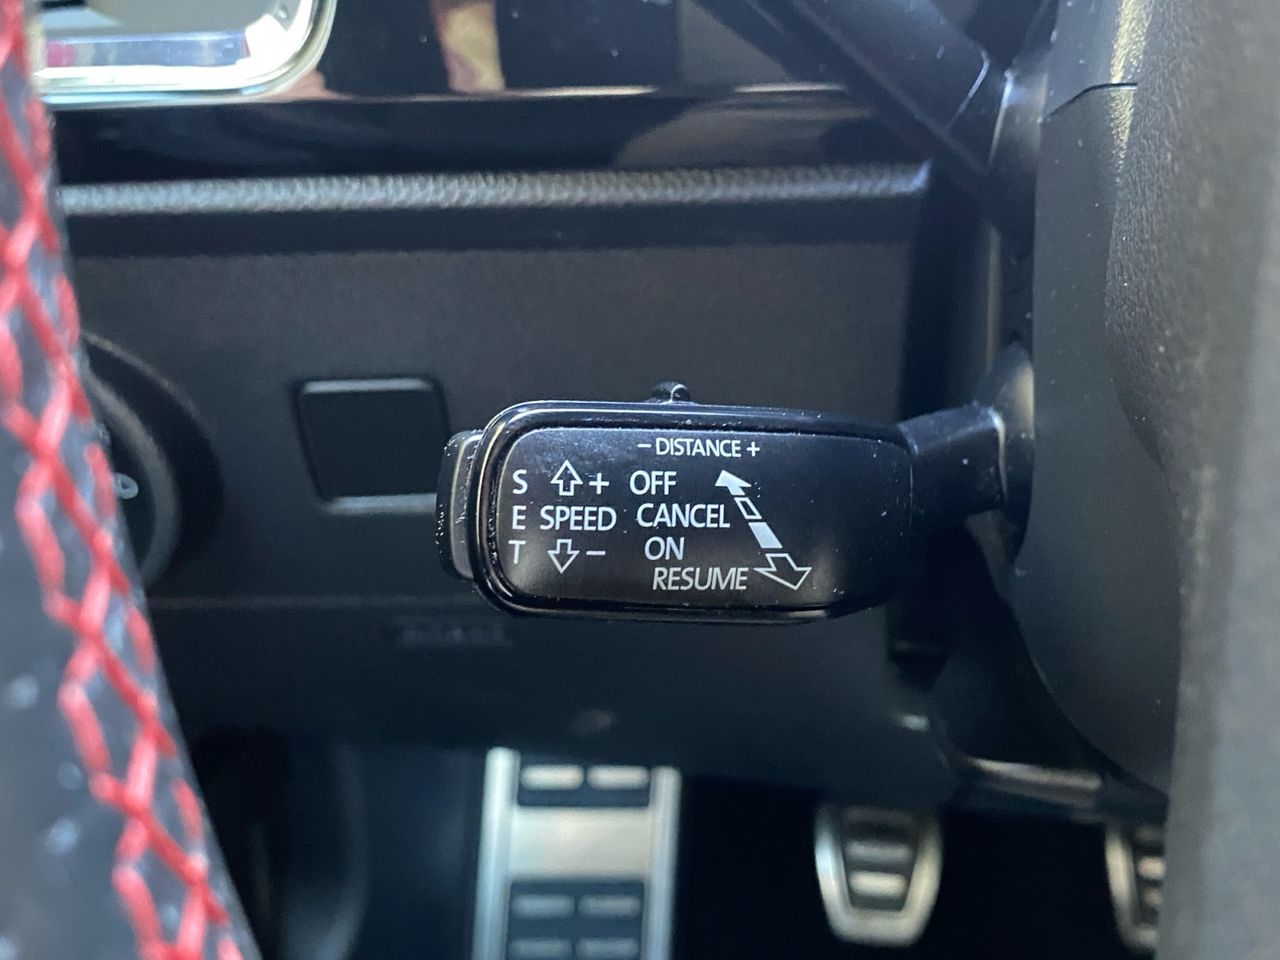 – DISTANCE +
S + OFF
E SPEED CANCEL
T – ON
RESUME